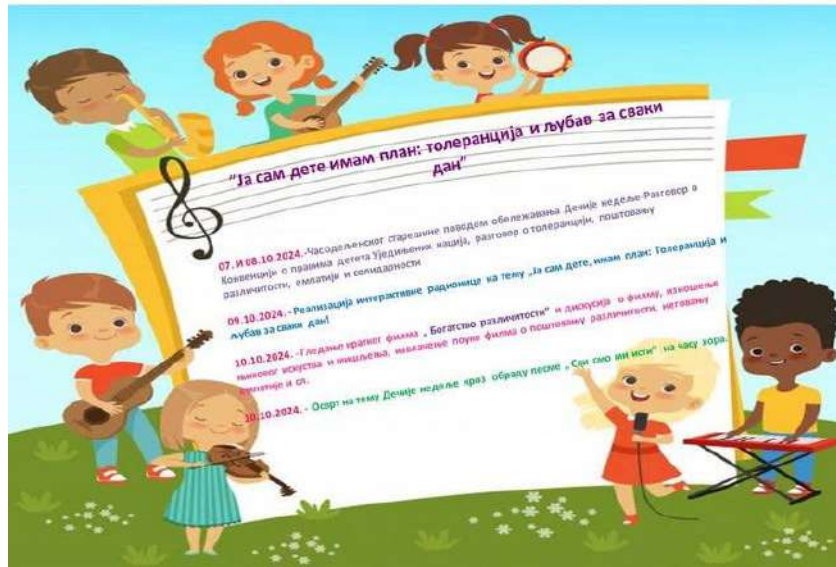 "Ја сам дете имам план: толеранција и љубав за сваки
дан"
07. И 08.10.2024.-Час одељенског старешине поводом обележавања Дечије недеље-Разговор о
Конвенцији о правима детета Уједињених нација, разговор о толеранцији, поштовању
различитости, емпатији и солидарности
09.10.2024. - Реализација интерактивне радионице на тему „Ја сам дете, имам план: Толеранција и
љубав за сваки дан!
10.10.2024. -Гледање кратког филма „ Богатство различитости" и дискусија о филму, изношење
њиховог искуства и мишљења, извлачење поуке филма о поштовању различитости, неговању
емпатије и сл.
10.10.2024. - Осврт на тему Дечије недеље кроз обраду песме „ Сви смо ми исти" на часу хора.